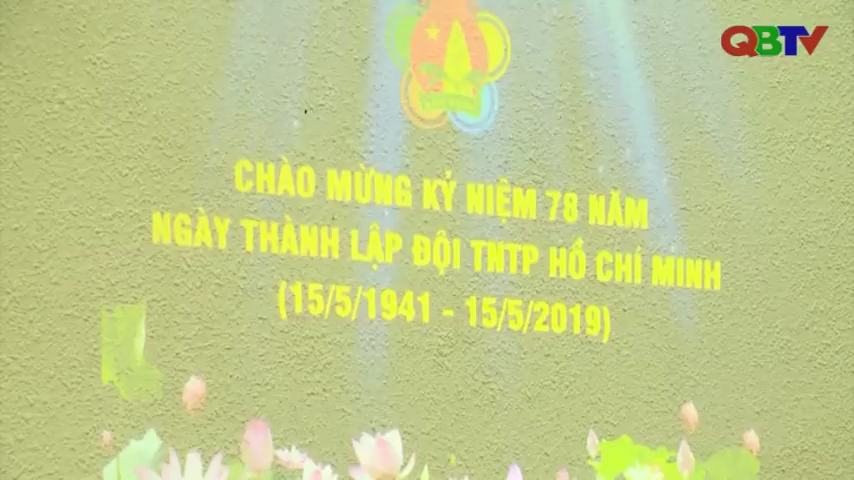 QBTV
CHÀO MỪNG KỶ NIỆM 78 NĂM
NGÀY THÀNH LẬP ĐỘI TNTP HỒ CHÍ MINH
(15/5/1941 - 15/5/2019)